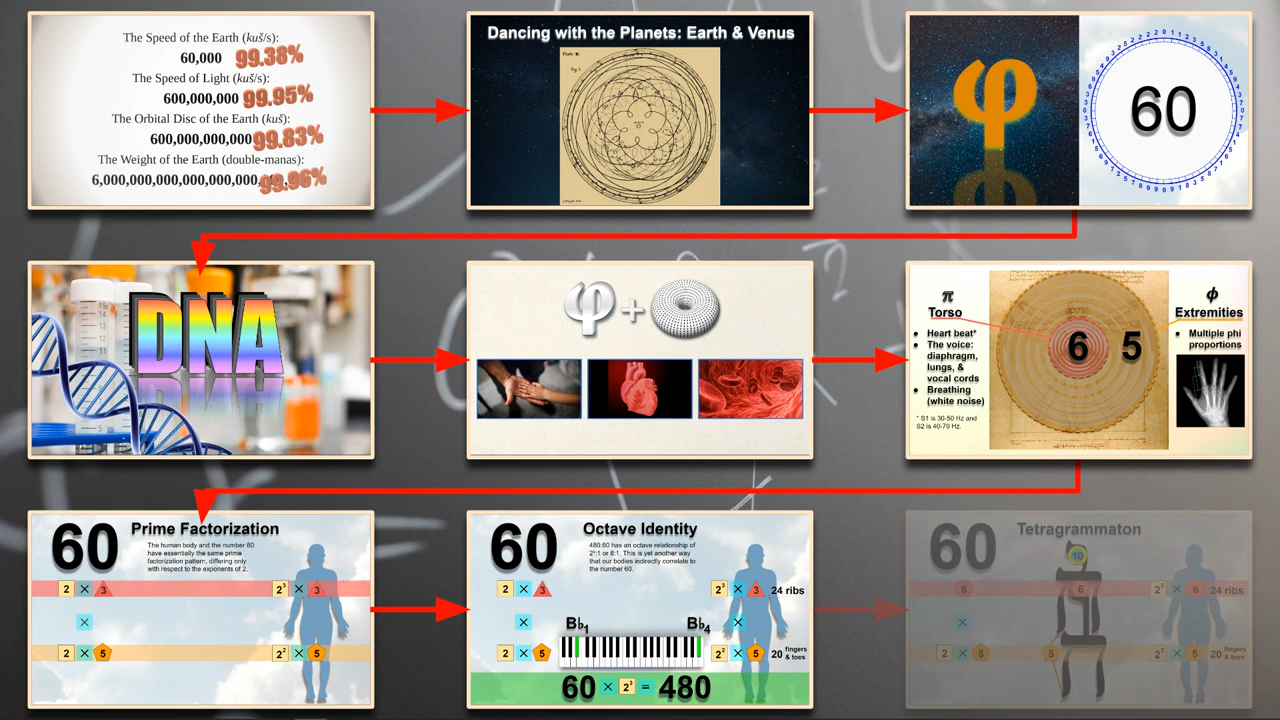 The Speed of the Earth (kuš/s):
60,000 99.38%
The Speed of Light (kuš/s):
600,000,000 99.95%
The Orbital Disc of the Earth (kuš):
600,000,000,000 99.83%
The Weight of the Earth (double-manas):
6,000,000,000,000,000,000,000 99.96%
Dancing with the Planets: Earth & Venus
φ
60
DNA
φ +
π
Torso
• Heart beat*
• The voice:
diaphragm,
lungs, &
vocal cords
• Breathing
(white noise)
* S1 is 30-50 Hz and
S2 is 40-70 Hz.
6 5
ϕ
Extremities
• Multiple phi
proportions
60 Prime Factorization
The human body and the number 60
have essentially the same prime
factorization pattern, differing only
with respect to the exponents of 2.
2 × 3 2³ × 3
×
2 × 5 2² × 5
60 Octave Identity
480:60 has an octave relationship of
2³:1 or 8:1. This is yet another way
that our bodies indirectly correlate to
the number 60.
2 × 3 2³ × 3 24 ribs
× ×
B♭₁ B♭₄
2 × 5 2² × 5 20 fingers
& toes
60 × 2³ = 480
60 Tetragrammaton
10
6 6 2³ × 6 24 ribs
× ×
2 × 5 5 2² × 5 20 fingers
& toes